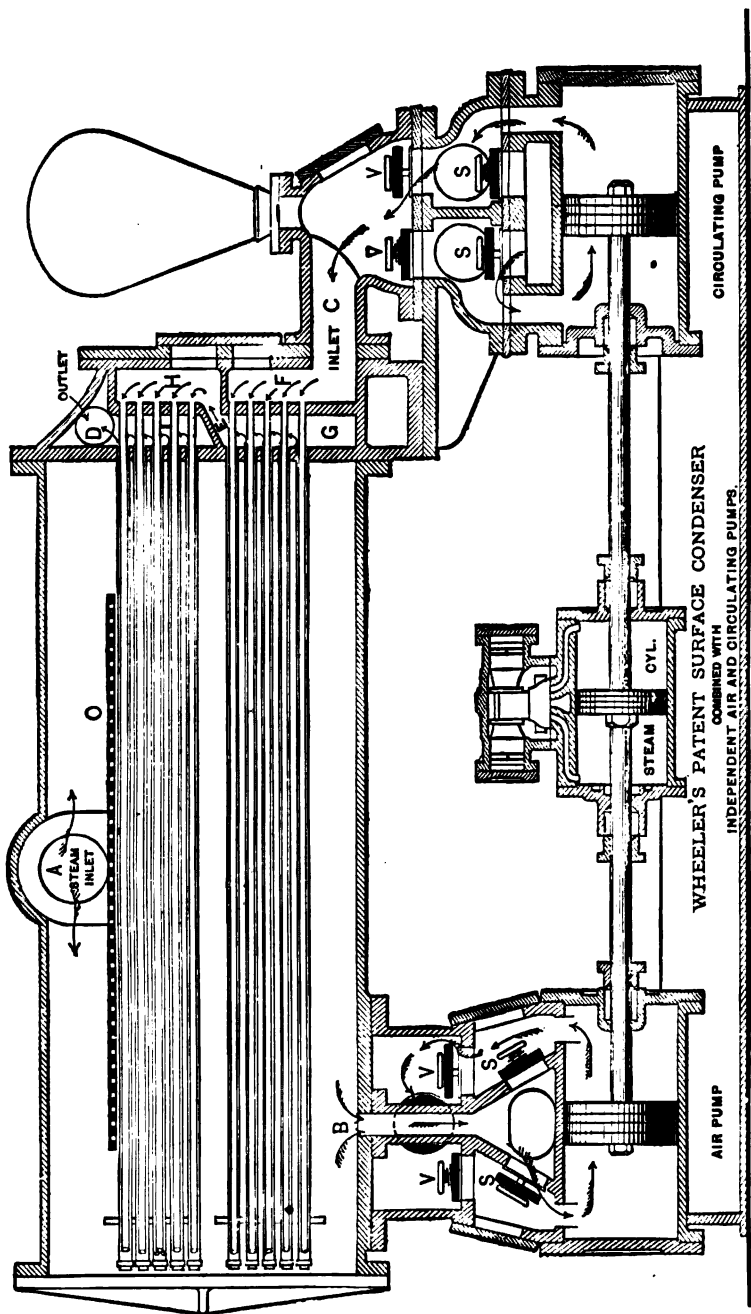 OUTLET
D
H
E
F
G
INLET C
O
A
STEAM
INLET
B
V
V
S
S
V
V
S
S
STEAM CYL.
AIR PUMP
CIRCULATING PUMP
WHEELER'S PATENT SURFACE CONDENSER
COMBINED WITH
INDEPENDENT AIR AND CIRCULATING PUMPS.